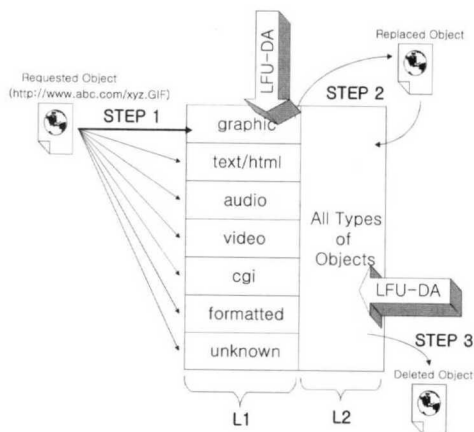 Requested Object
(http://www.abc.com/xyz.GIF)
STEP 1
LFU-DA
Replaced Object
STEP 2
graphic
text/html
audio
video
cgi
formatted
unknown
All Types
of
Objects
LFU-DA
STEP 3
Deleted Object
L1
L2